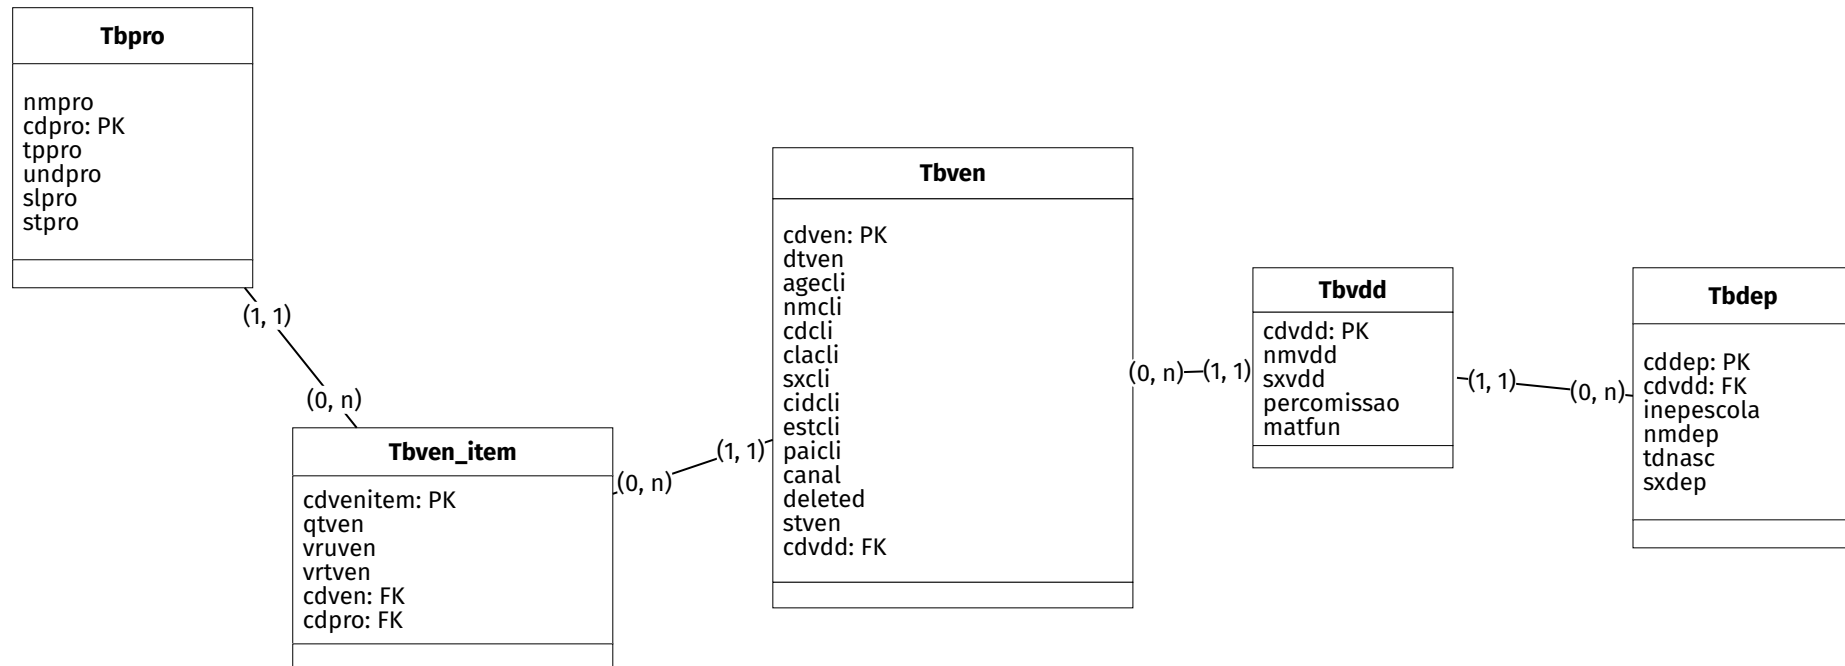 Tbpro
nmpro
cdpro: PK
tppro
undpro
slpro
stpro
(1, 1)
(0, n)
Tbven_item
cdvenitem: PK
qtven
vruven
vrtven
cdven: FK
cdpro: FK
(0, n)
(1, 1)
Tbven
cdven: PK
dtven
agecli
nmcli
cdcli
clacli
sxcli
cidcli
estcli
paicli
canal
deleted
stven
cdvdd: FK
(0, n)
(1, 1)
Tbvdd
cdvdd: PK
nmvdd
sxvdd
percomissao
matfun
(1, 1)
(0, n)
Tbdep
cddep: PK
cdvdd: FK
inepescola
nmdep
tdnasc
sxdep